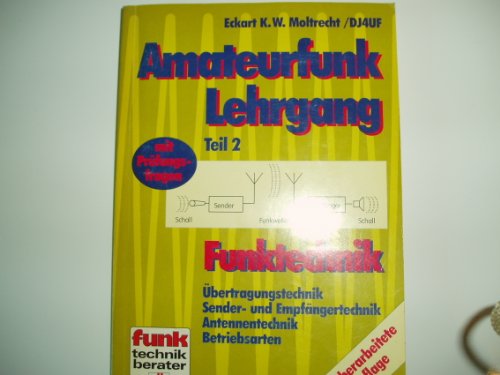 Eckart K.W. Moltrecht /DJ4UF
Amateurfunk
Lehrgang
Teil 2
mit
Prüfungs-
fragen
Sender
Schall
Funkwelle
Schall
Funktechnik
Übertragungstechnik
Sender- und Empfängertechnik
Antennentechnik
Betriebsarten
funk
technik
berater